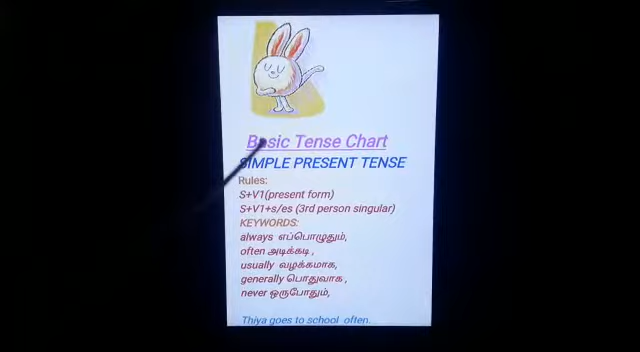 Basic Tense Chart
SIMPLE PRESENT TENSE
Rules:
S+V1(present form)
S+V1+s/es (3rd person singular)
KEYWORDS:
always எப்பொழுதும்,
often அடிக்கடி ,
usually வழக்கமாக,
generally பொதுவாக ,
never ஒருபோதும்,
Thiya goes to school often.